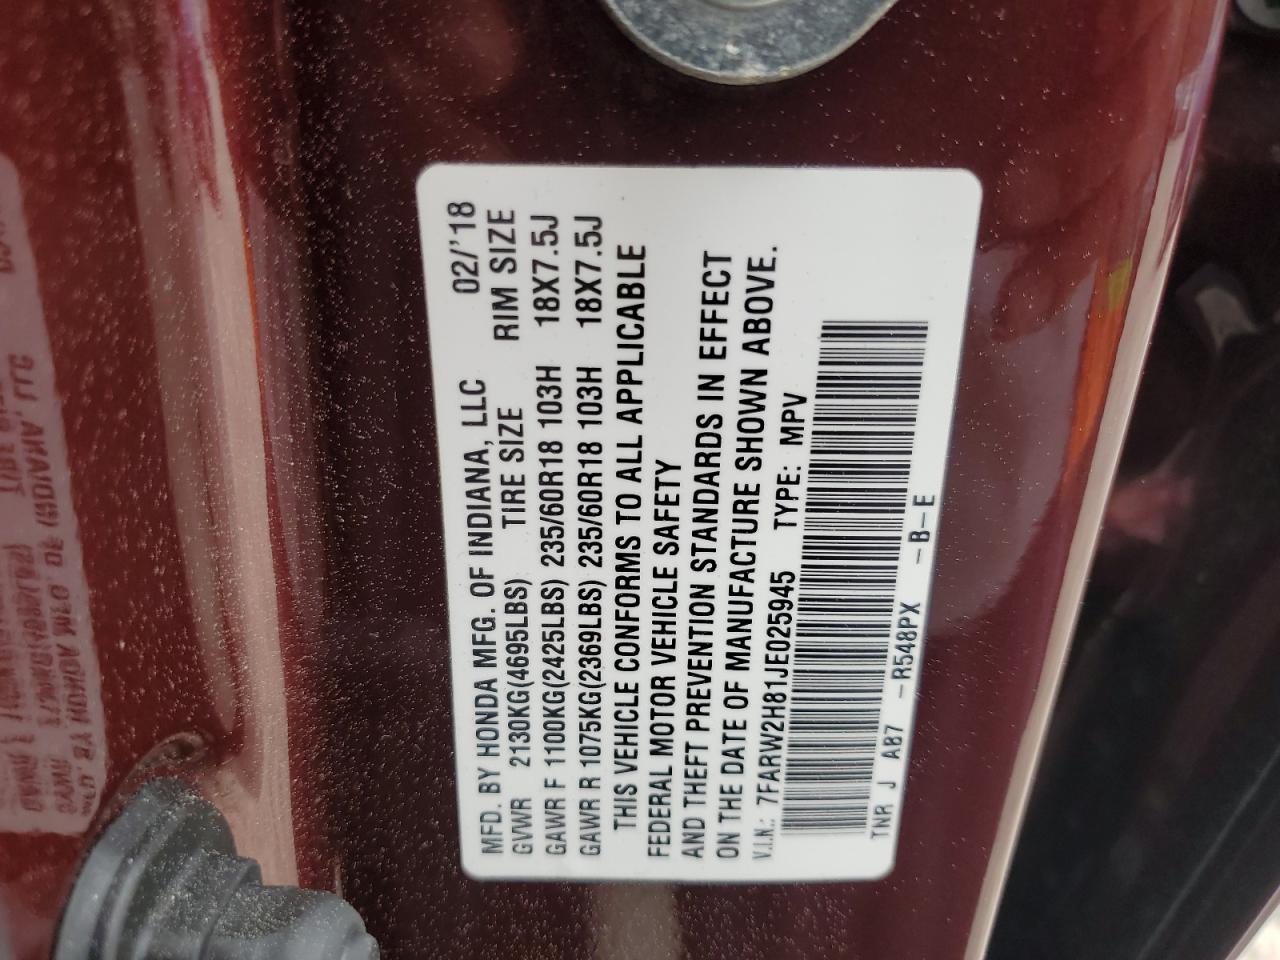 MFD. BY HONDA MFG. OF INDIANA, LLC 02/'18
GVWR 2130KG(4695LBS) TIRE SIZE RIM SIZE
GAWR F 1100KG(2425LBS) 235/60R18 103H 18X7.5J
GAWR R 1075KG(2369LBS) 235/60R18 103H 18X7.5J
THIS VEHICLE CONFORMS TO ALL APPLICABLE
FEDERAL MOTOR VEHICLE SAFETY
AND THEFT PREVENTION STANDARDS IN EFFECT
ON THE DATE OF MANUFACTURE SHOWN ABOVE.
V.I.N.: 7FARW2H81JE025945 TYPE: MPV
TNR J A87 -R548PX -B-E